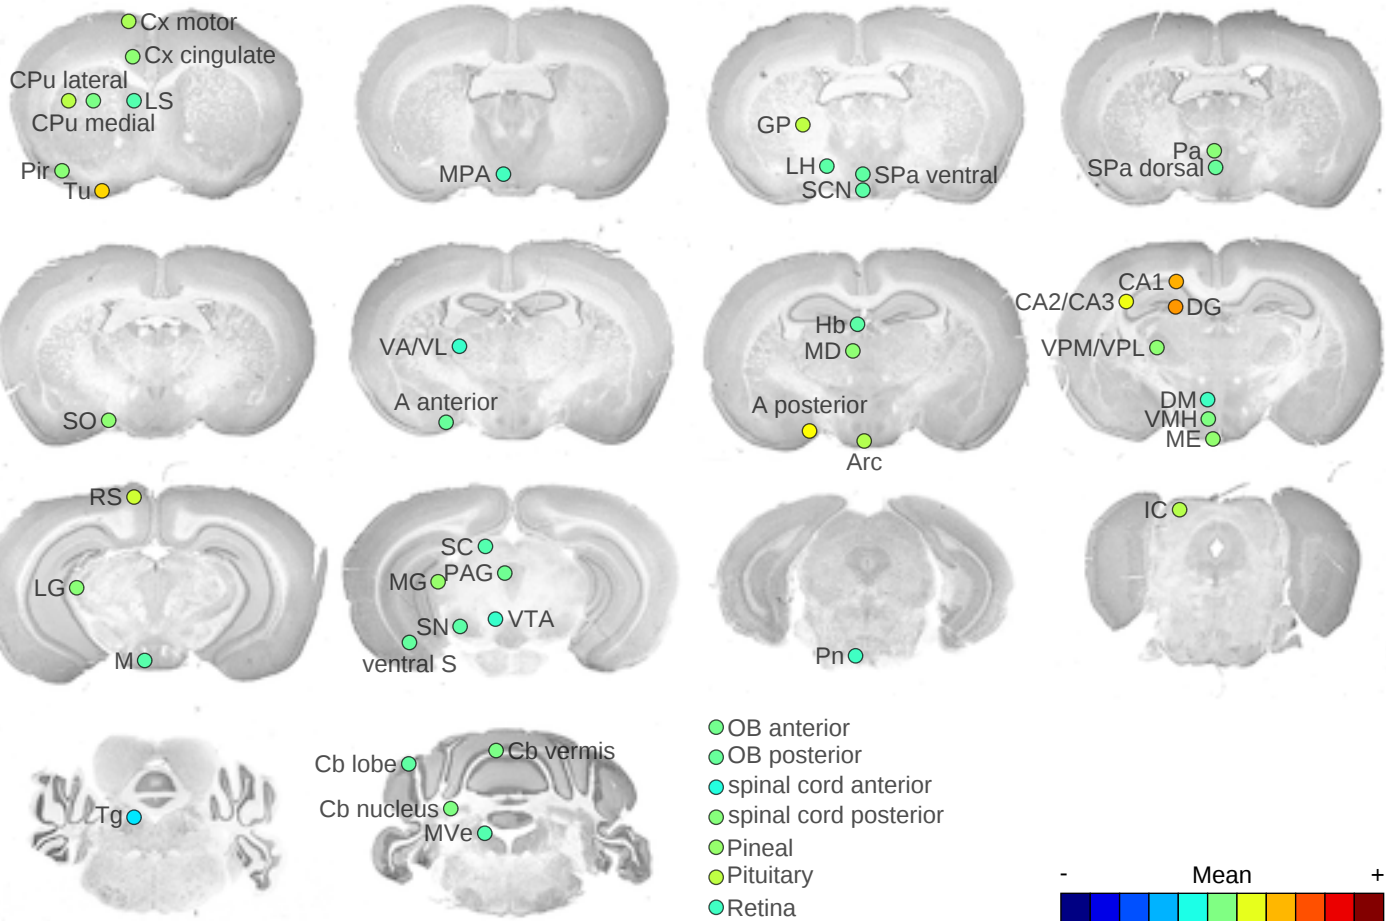 Cx motor
Cx cingulate
CPu lateral
LS
CPu medial
Pir
Tu
MPA
GP
LH
SPa ventral
SCN
Pa
SPa dorsal
SO
VA/VL
A anterior
Hb
MD
A posterior
Arc
CA1
CA2/CA3
DG
VPM/VPL
DM
VMH
ME
RS
LG
M
SC
PAG
MG
SN
VTA
ventral S
Pn
IC
Tg
Cb vermis
Cb lobe
Cb nucleus
MVe
OB anterior
OB posterior
spinal cord anterior
spinal cord posterior
Pineal
Pituitary
Retina
- Mean +